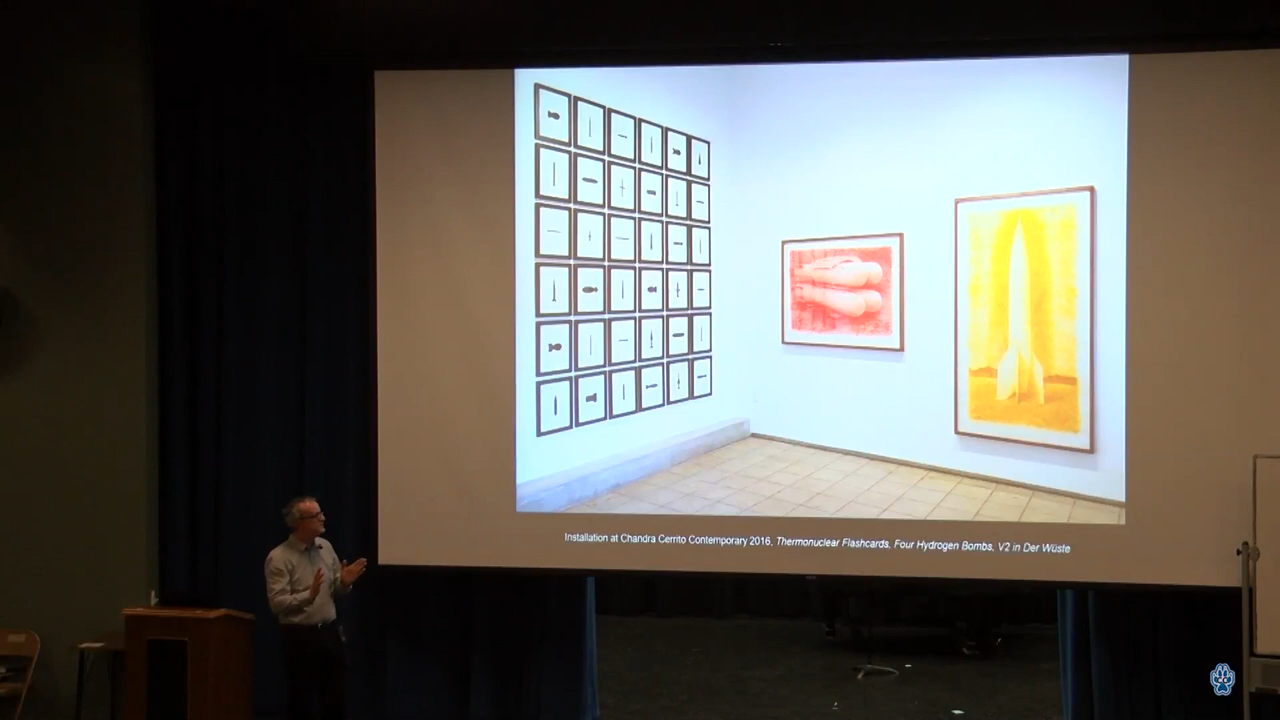 Installation at Chandra Cerrito Contemporary 2016, Thermonuclear Flashcards, Four Hydrogen Bombs, V2 in Der Wüste